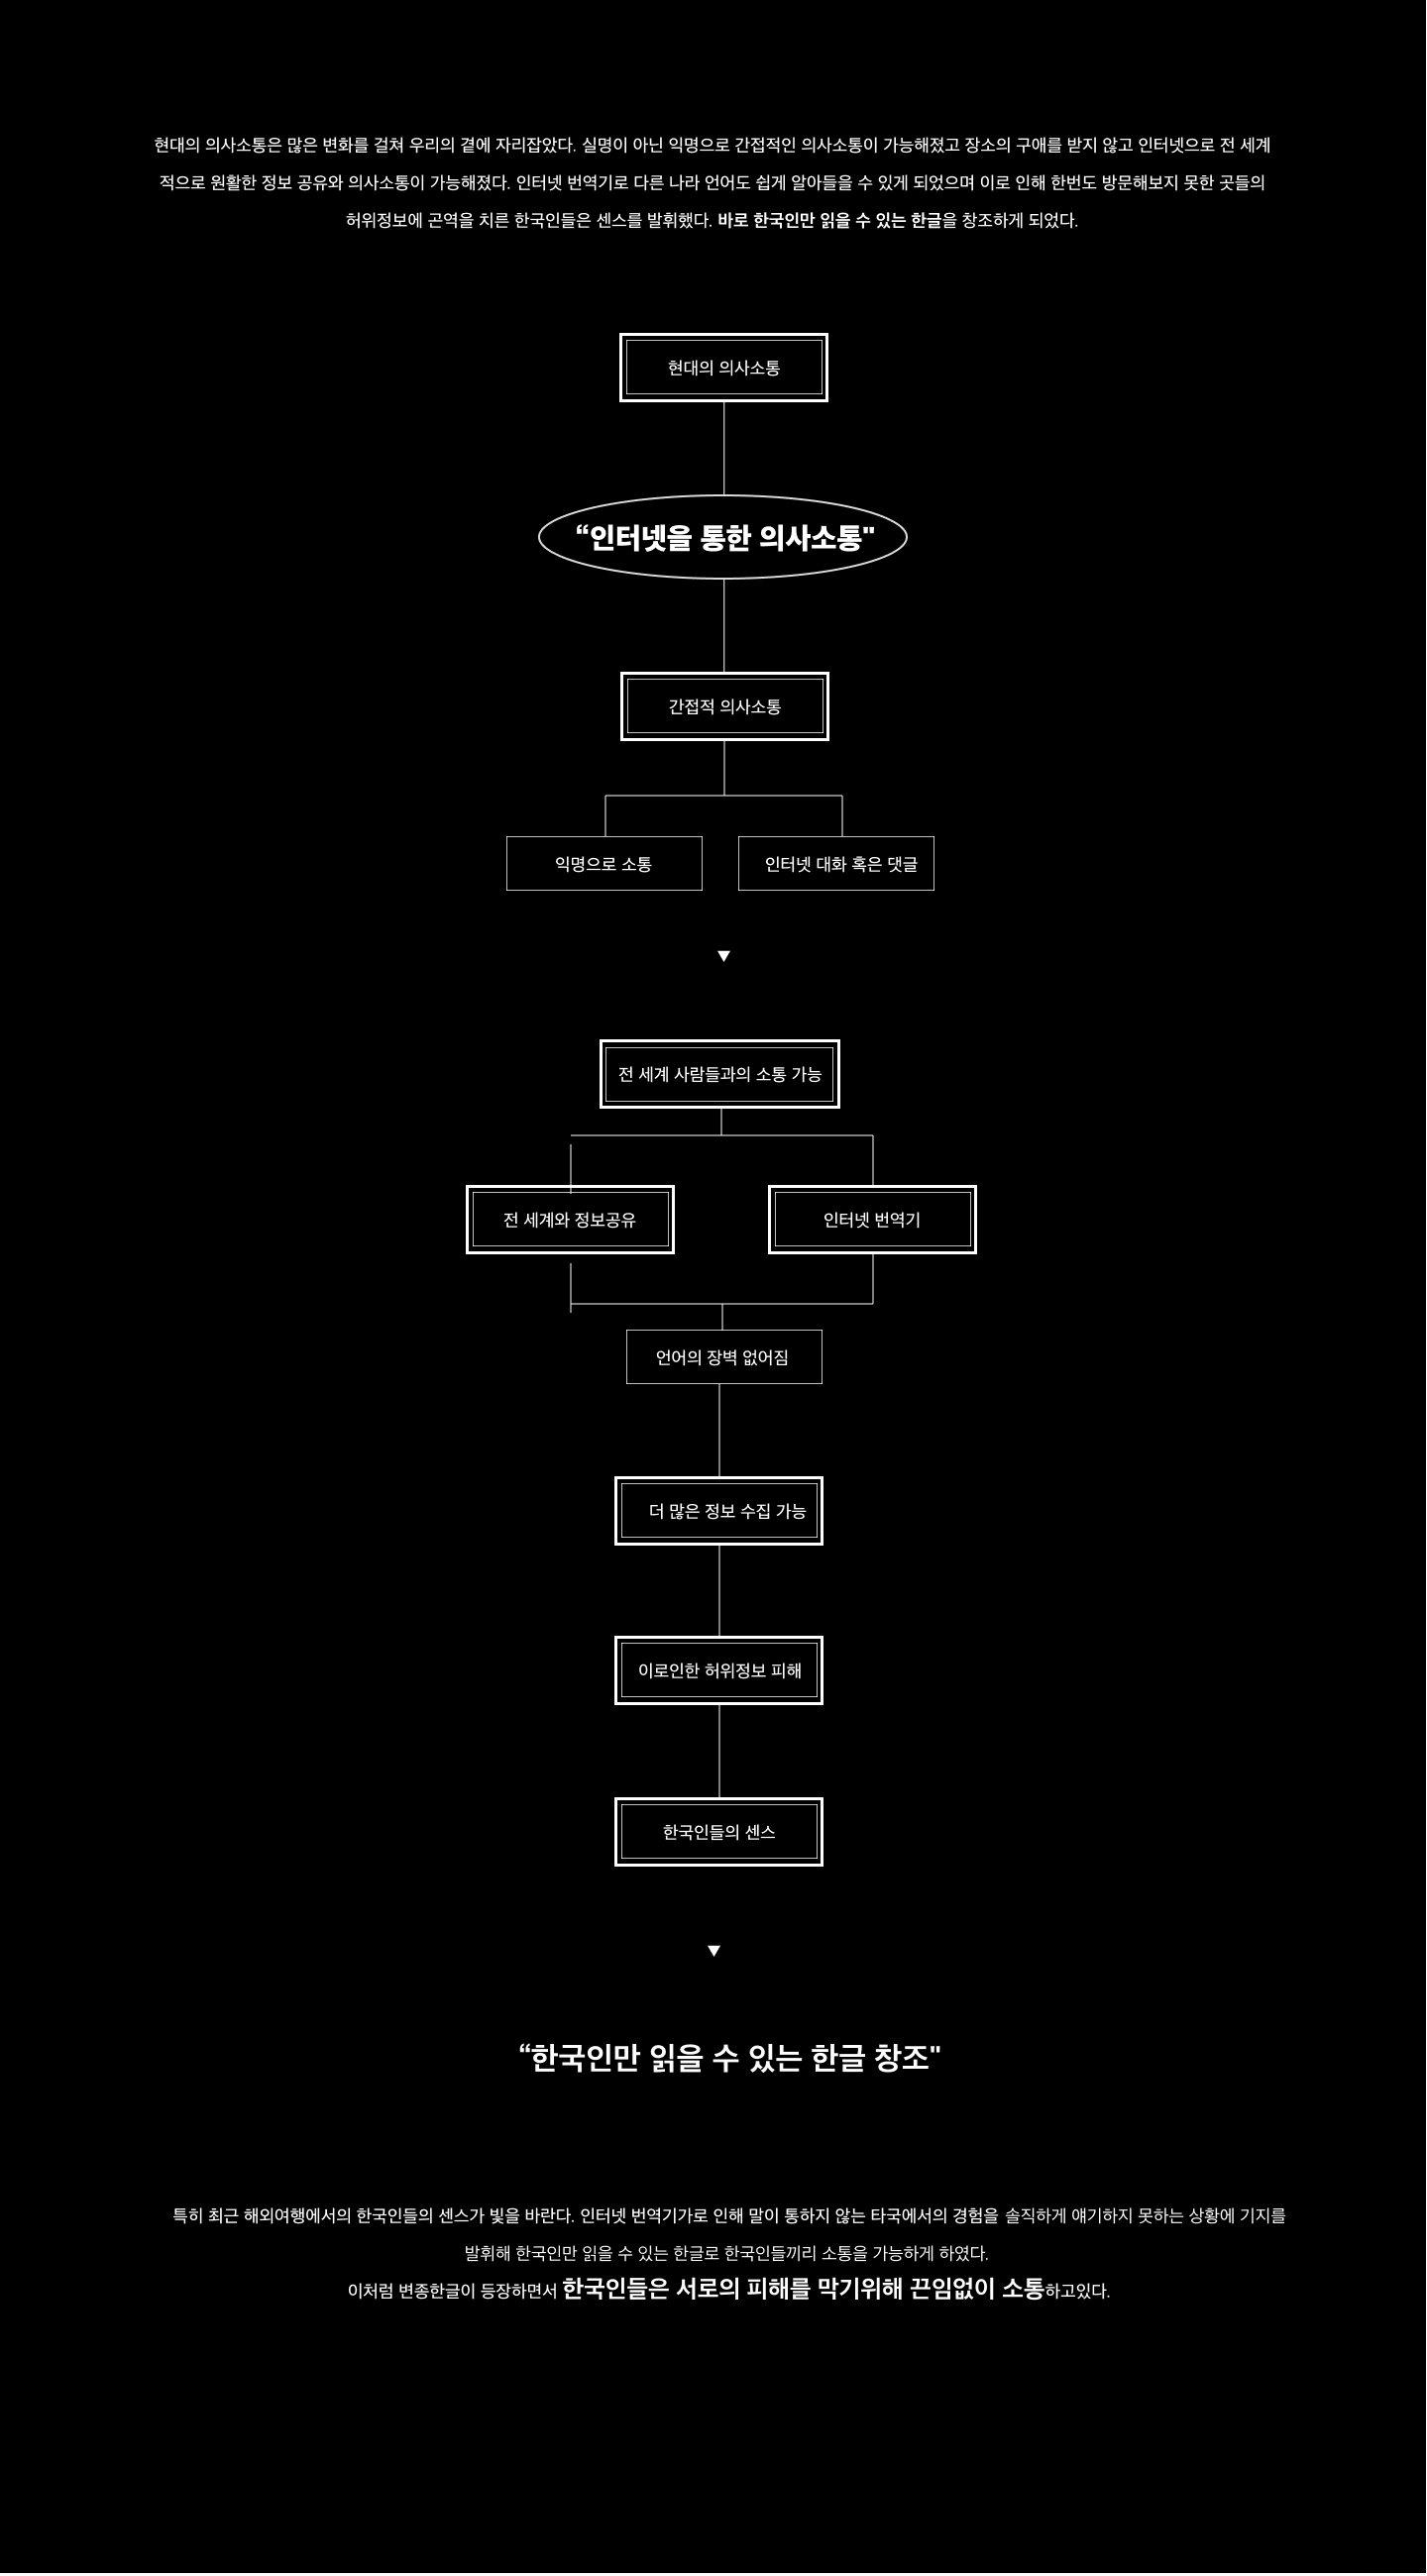 현대의 의사소통은 많은 변화를 걸쳐 우리의 곁에 자리잡았다. 실명이 아닌 익명으로 간접적인 의사소통이 가능해졌고 장소의 구애를 받지 않고 인터넷으로 전 세계
적으로 원활한 정보 공유와 의사소통이 가능해졌다. 인터넷 번역기로 다른 나라 언어도 쉽게 알아들을 수 있게 되었으며 이로 인해 한번도 방문해보지 못한 곳들의
허위정보에 곤역을 치른 한국인들은 센스를 발휘했다. 바로 한국인만 읽을 수 있는 한글을 창조하게 되었다.
현대의 의사소통
“인터넷을 통한 의사소통"
간접적 의사소통
익명으로 소통
인터넷 대화 혹은 댓글
▼
전 세계 사람들과의 소통 가능
전 세계와 정보공유
인터넷 번역기
언어의 장벽 없어짐
더 많은 정보 수집 가능
이로인한 허위정보 피해
한국인들의 센스
▼
“한국인만 읽을 수 있는 한글 창조"
특히 최근 해외여행에서의 한국인들의 센스가 빛을 바란다. 인터넷 번역기가로 인해 말이 통하지 않는 타국에서의 경험을 솔직하게 얘기하지 못하는 상황에 기지를
발휘해 한국인만 읽을 수 있는 한글로 한국인들끼리 소통을 가능하게 하였다.
이처럼 변종한글이 등장하면서 한국인들은 서로의 피해를 막기위해 끈임없이 소통하고있다.